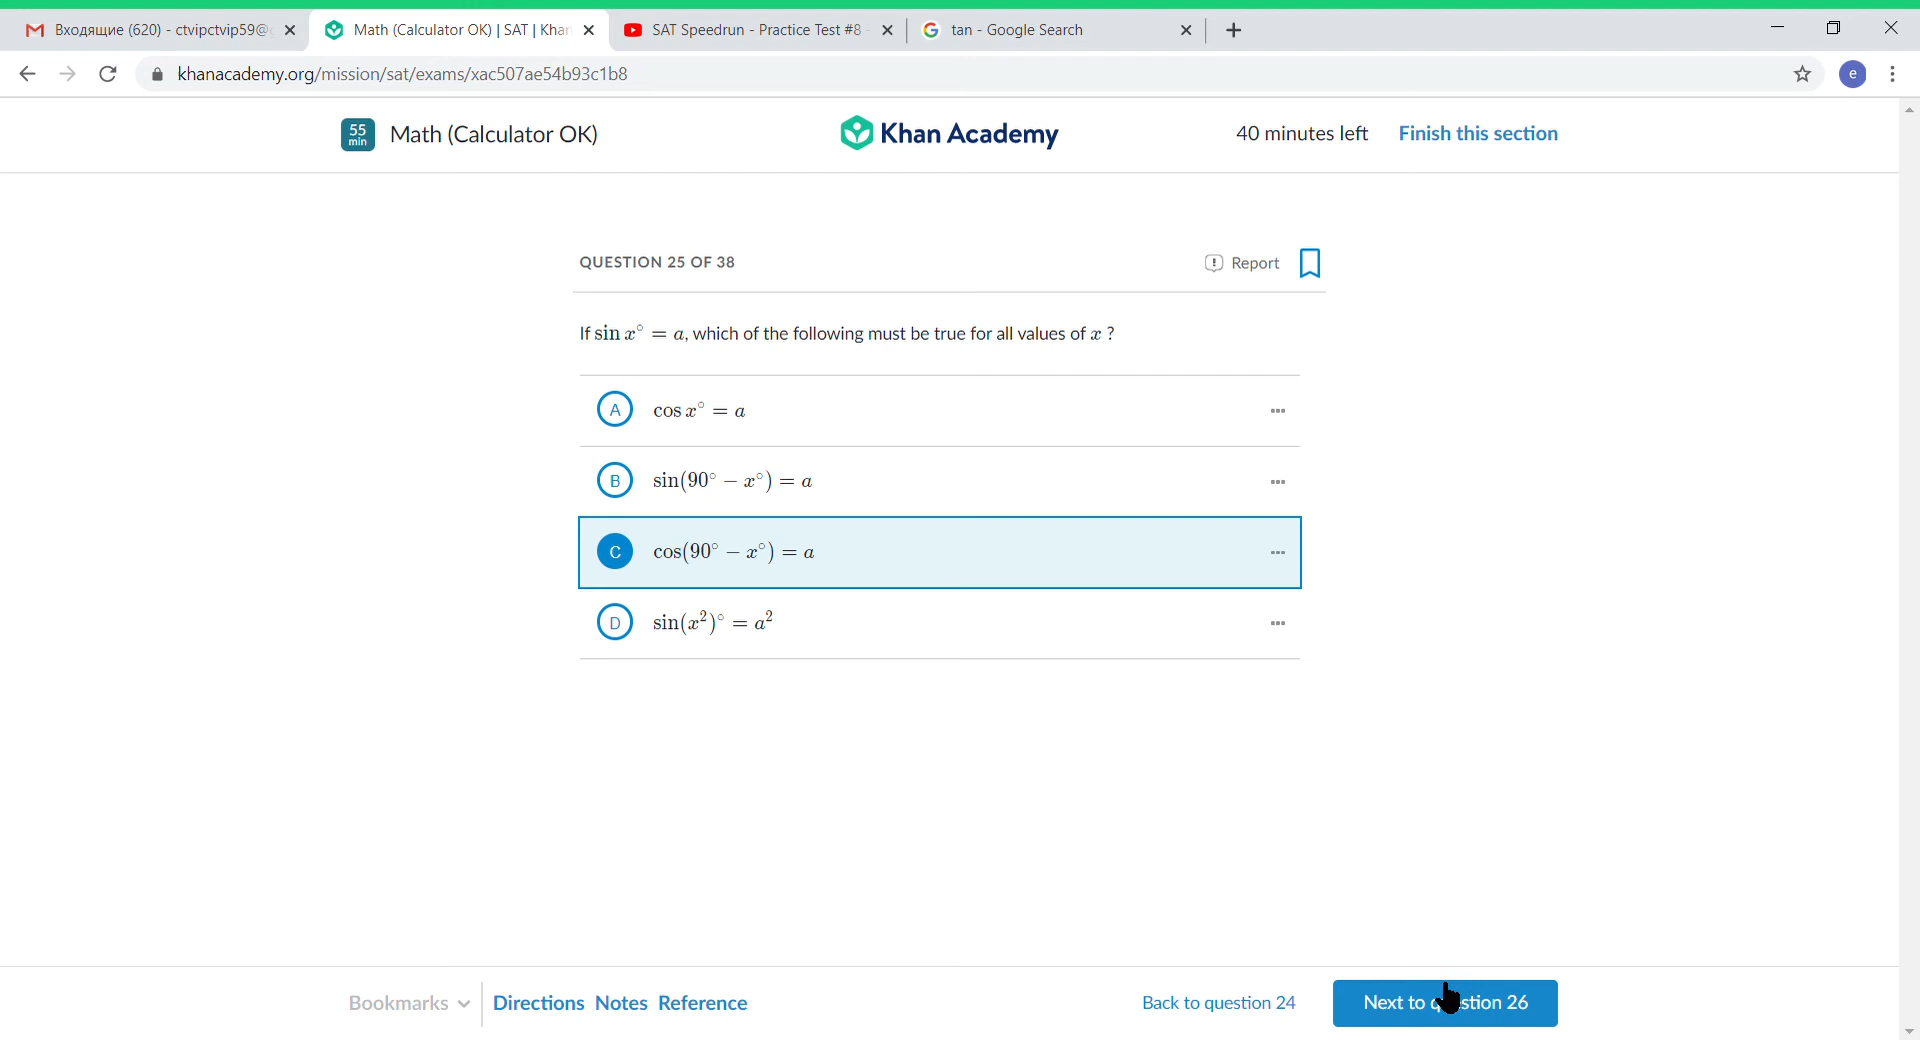 Входящие (620) - ctvipctvip59@
Math (Calculator OK) | SAT | Khan
SAT Speedrun - Practice Test #8 -
tan - Google Search
khanacademy.org/mission/sat/exams/xac507ae54b93c1b8
e
55 min
Math (Calculator OK)
Khan Academy
40 minutes left
Finish this section
QUESTION 25 OF 38
Report
If sin x° = a, which of the following must be true for all values of x ?
A cos x° = a
B sin(90° − x°) = a
C cos(90° − x°) = a
D sin(x²)° = a²
Bookmarks
Directions
Notes
Reference
Back to question 24
Next to question 26